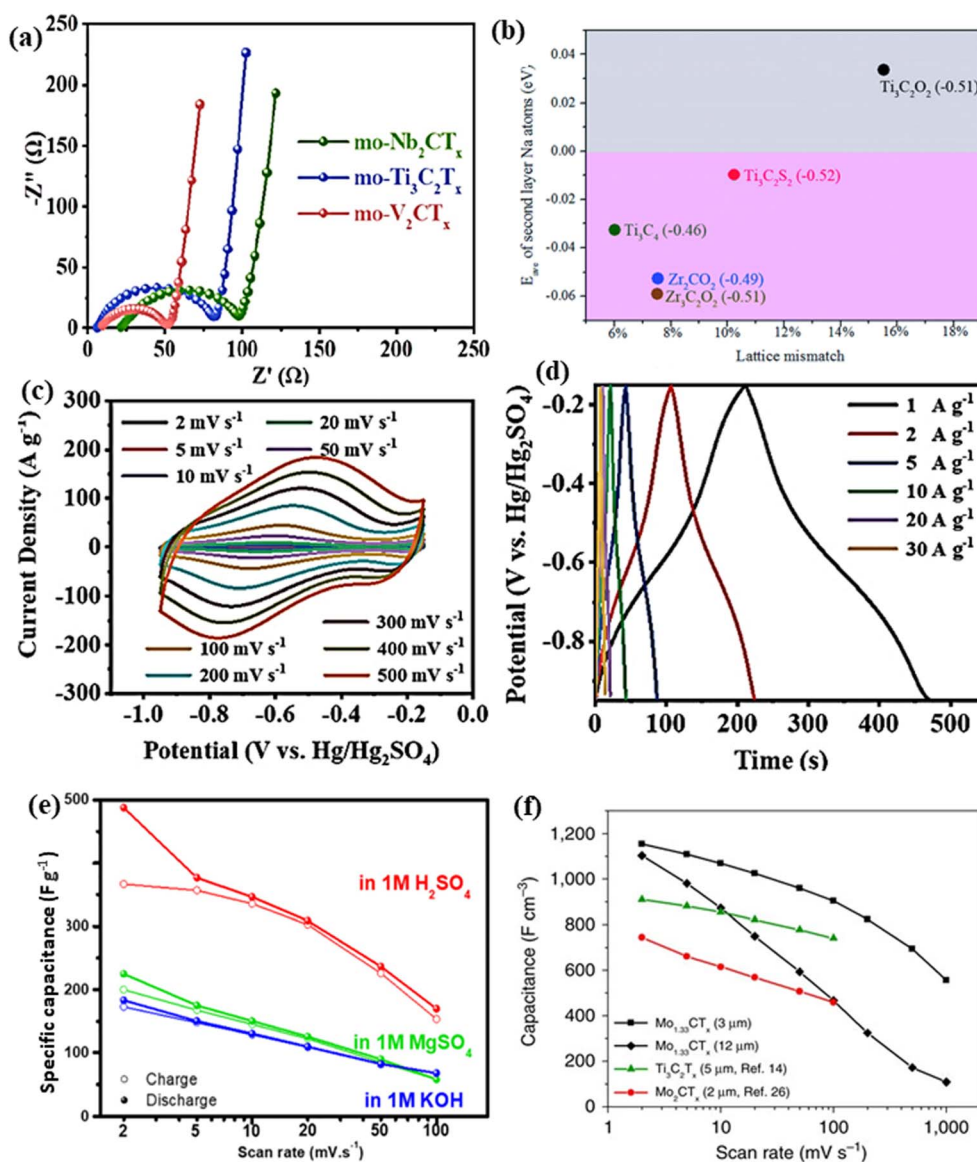 (a)
250
200
150
100
50
0
-Z'' (Ω)
mo-Nb₂CTₓ
mo-Ti₃C₂Tₓ
mo-V₂CTₓ
0 50 100 150 200 250
Z' (Ω)
(b)
0.04
0.02
0.00
-0.02
-0.04
-0.06
E_ave of second layer Na atoms (eV)
Ti₃C₂O₂ (-0.51)
Ti₃C₂S₂ (-0.52)
Ti₃C₄ (-0.46)
Zr₂CO₂ (-0.49)
Zr₃C₂O₂ (-0.51)
6% 8% 10% 12% 14% 16% 18%
Lattice mismatch
(c)
300
200
100
0
-100
-200
-300
Current Density (A g⁻¹)
2 mV s⁻¹
5 mV s⁻¹
10 mV s⁻¹
20 mV s⁻¹
50 mV s⁻¹
100 mV s⁻¹
200 mV s⁻¹
300 mV s⁻¹
400 mV s⁻¹
500 mV s⁻¹
-1.0 -0.8 -0.6 -0.4 -0.2 0.0
Potential (V vs. Hg/Hg₂SO₄)
(d)
-0.2
-0.4
-0.6
-0.8
Potential (V vs. Hg/Hg₂SO₄)
1 A g⁻¹
2 A g⁻¹
5 A g⁻¹
10 A g⁻¹
20 A g⁻¹
30 A g⁻¹
0 100 200 300 400 500
Time (s)
(e)
500
300
200
100
0
Specific capacitance (F g⁻¹)
in 1M H₂SO₄
in 1M MgSO₄
in 1M KOH
Charge
Discharge
2 5 10 20 50 100
Scan rate (mV.s⁻¹)
(f)
1,200
1,000
800
600
400
200
0
Capacitance (F cm⁻³)
Mo₁.₃₃CTₓ (3 μm)
Mo₁.₃₃CTₓ (12 μm)
Ti₃C₂Tₓ (5 μm, Ref. 14)
Mo₂CTₓ (2 μm, Ref. 26)
1 10 100 1,000
Scan rate (mV s⁻¹)